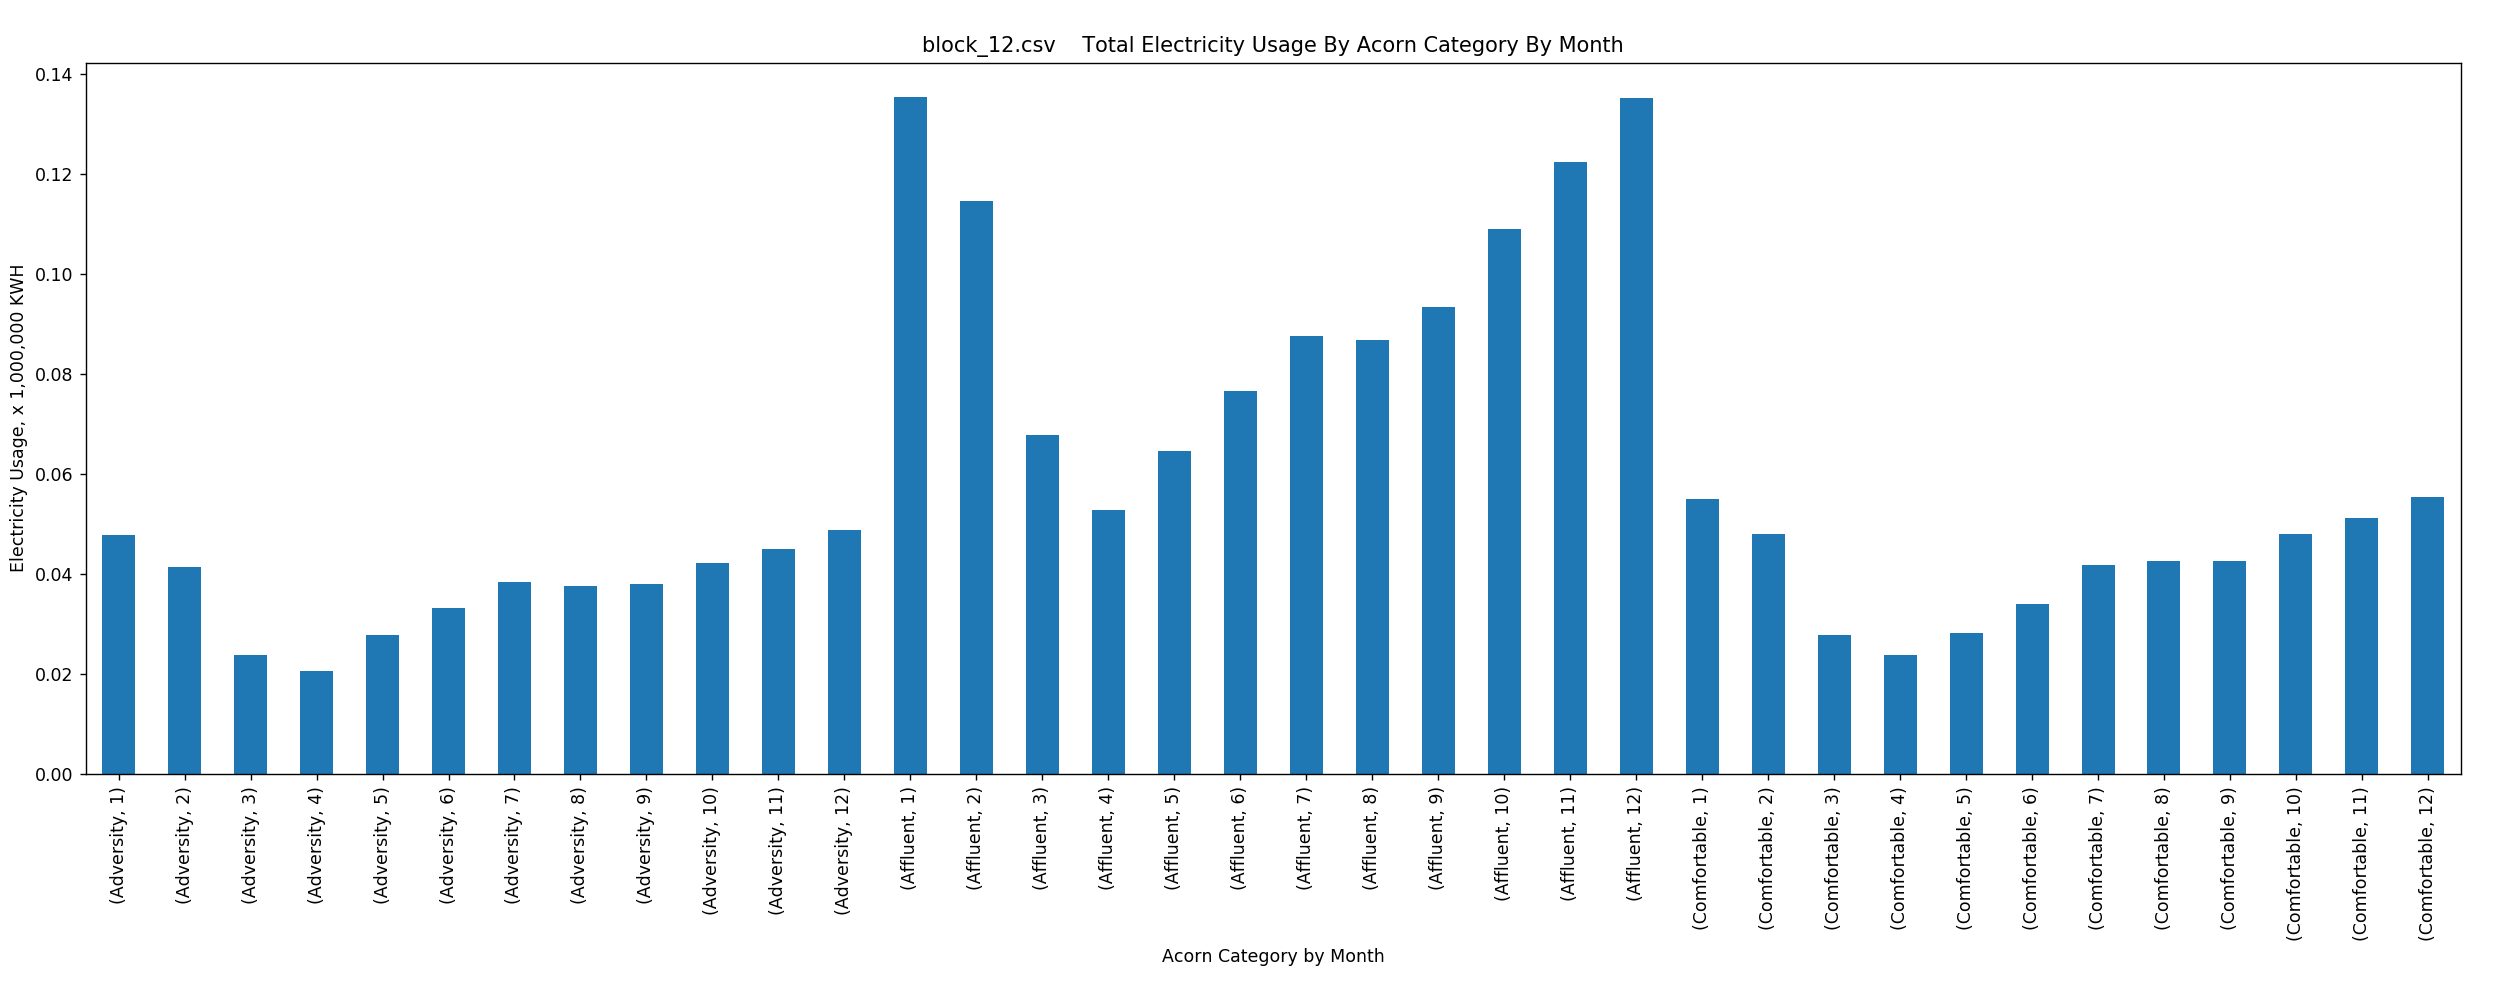 block_12.csv    Total Electricity Usage By Acorn Category By Month
Electricity Usage, x 1,000,000 KWH
0.14
0.12
0.10
0.08
0.06
0.04
0.02
0.00
(Adversity, 1)
(Adversity, 2)
(Adversity, 3)
(Adversity, 4)
(Adversity, 5)
(Adversity, 6)
(Adversity, 7)
(Adversity, 8)
(Adversity, 9)
(Adversity, 10)
(Adversity, 11)
(Adversity, 12)
(Affluent, 1)
(Affluent, 2)
(Affluent, 3)
(Affluent, 4)
(Affluent, 5)
(Affluent, 6)
(Affluent, 7)
(Affluent, 8)
(Affluent, 9)
(Affluent, 10)
(Affluent, 11)
(Affluent, 12)
(Comfortable, 1)
(Comfortable, 2)
(Comfortable, 3)
(Comfortable, 4)
(Comfortable, 5)
(Comfortable, 6)
(Comfortable, 7)
(Comfortable, 8)
(Comfortable, 9)
(Comfortable, 10)
(Comfortable, 11)
(Comfortable, 12)
Acorn Category by Month